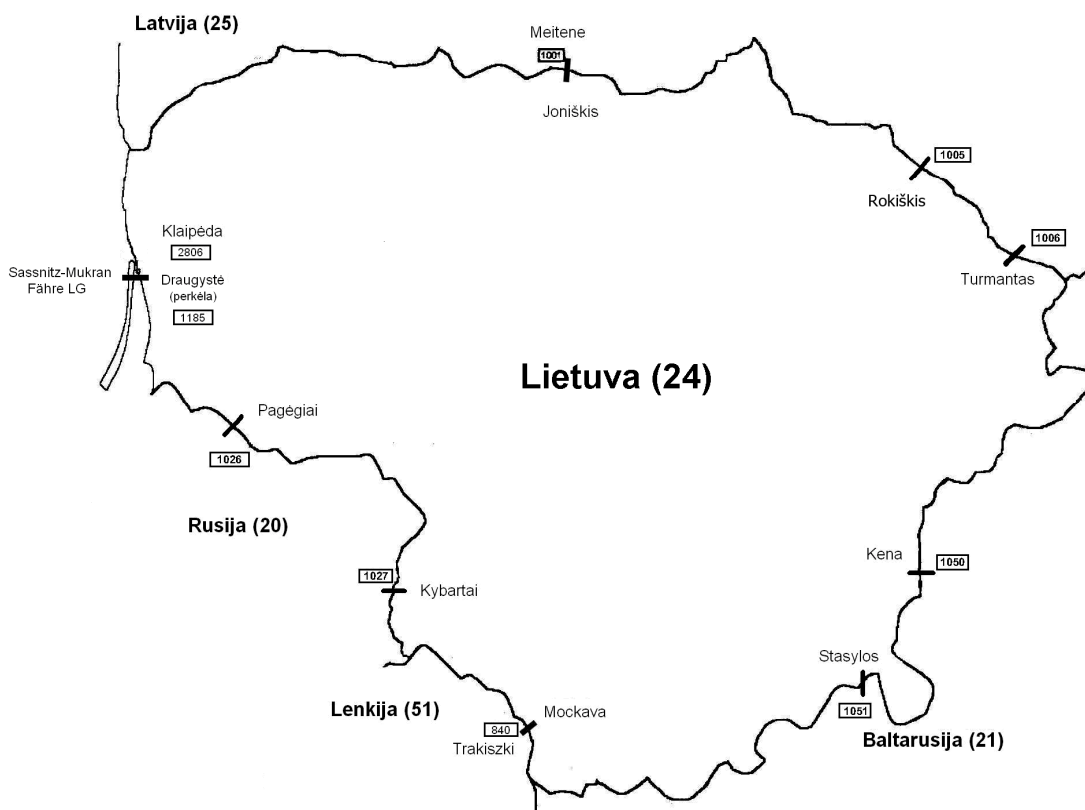 Latvija (25)
Meitene
1001
Joniškis
1005
Rokiškis
1006
Turmantas
Klaipėda
2806
Sassnitz-Mukran
Fähre LG
Draugystė
(perkėla)
1185
Lietuva (24)
Pagėgiai
1026
Rusija (20)
1027
Kybartai
Kena
1050
Stasylos
1051
Baltarusija (21)
Lenkija (51)
Mockava
840
Trakiszki